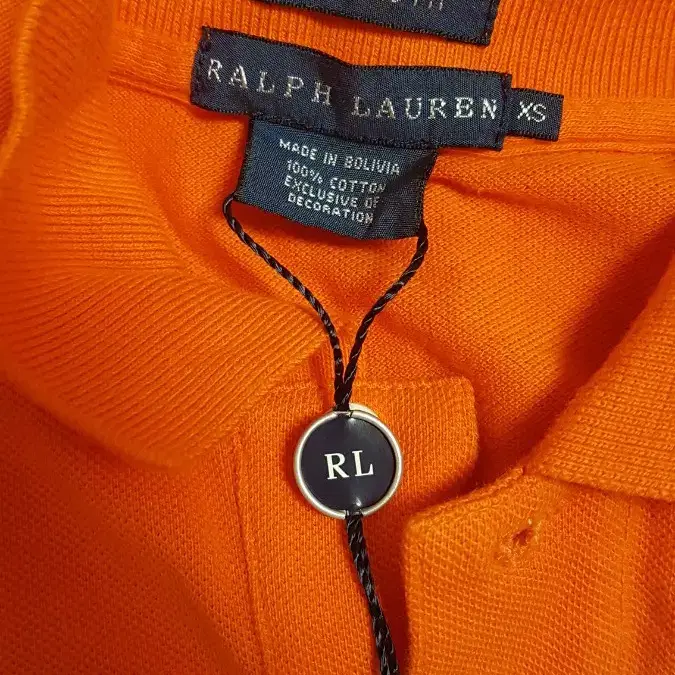 RALPH LAUREN
XS
MADE IN BOLIVIA
100% COTTON
EXCLUSIVE OF
DECORATION
RL